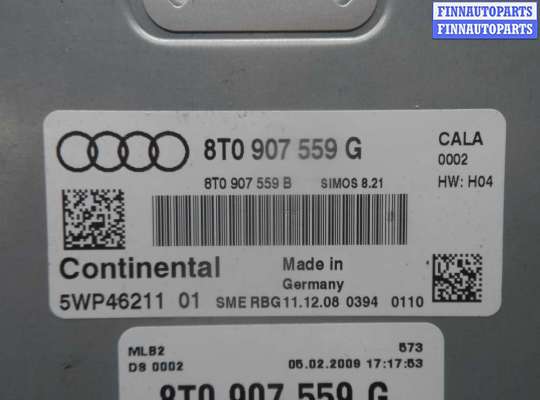 FINNAUTOPARTS
FINNAUTOPARTS
8T0 907 559 G
CALA
0002
8T0 907 559 B SIMOS 8.21
HW: H04
Continental
Made in
Germany
5WP46211 01
SME RBG 11.12.08 0394 0110
MLB2
573
DS 0002
05.02.2009 17:17:53
8T0 907 559 G